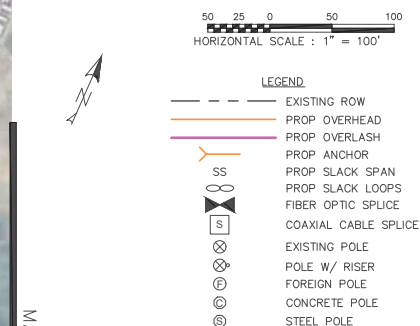 50 25 0 50 100
HORIZONTAL SCALE : 1" = 100'
N
LEGEND
EXISTING ROW
PROP OVERHEAD
PROP OVERLASH
PROP ANCHOR
SS PROP SLACK SPAN
PROP SLACK LOOPS
FIBER OPTIC SPLICE
S COAXIAL CABLE SPLICE
EXISTING POLE
POLE W/ RISER
F FOREIGN POLE
C CONCRETE POLE
S STEEL POLE
M